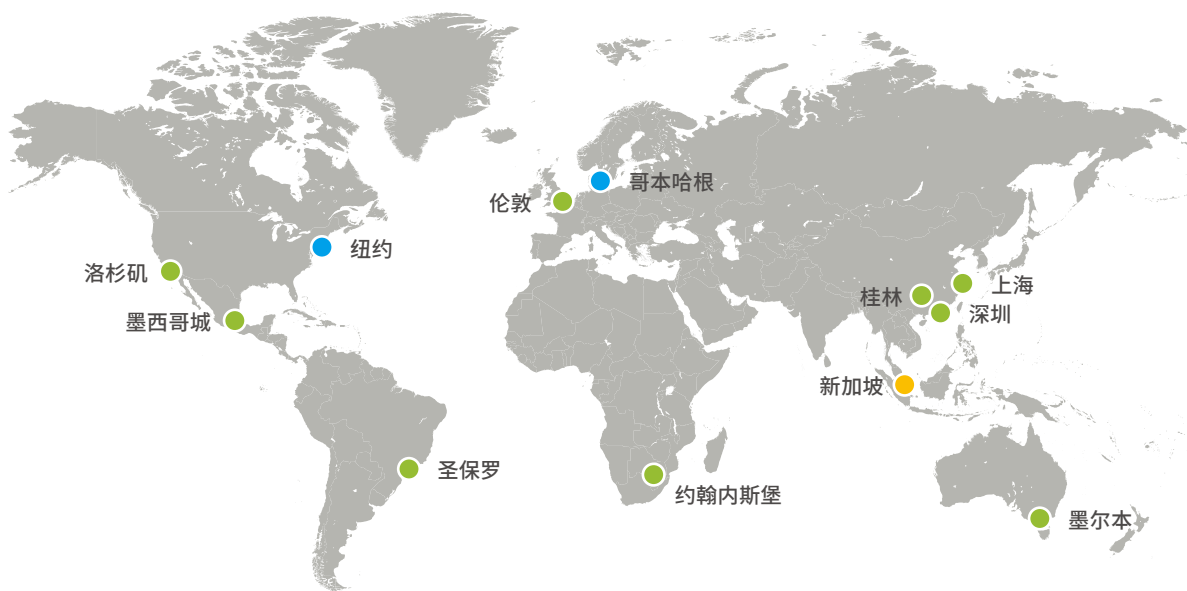 哥本哈根
伦敦
纽约
洛杉矶
上海
桂林
深圳
墨西哥城
新加坡
圣保罗
约翰内斯堡
墨尔本